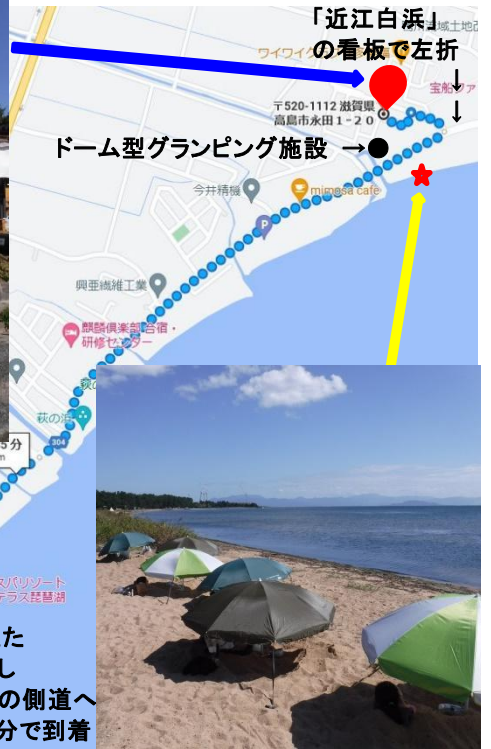 「近江白浜」
の看板で左折
↓
↓
ワイワイ
宝船ファ
〒520-1112 滋賀県
高島市永田１-２０
ドーム型グランピング施設 →●
今井精機
mimosa cafe
P
興亜繊維工業
麒麟倶楽部 合宿・
研修センター
萩の浜
304
5 分
スパリゾート
テラス琵琶湖
た
し
の側道へ
分で到着